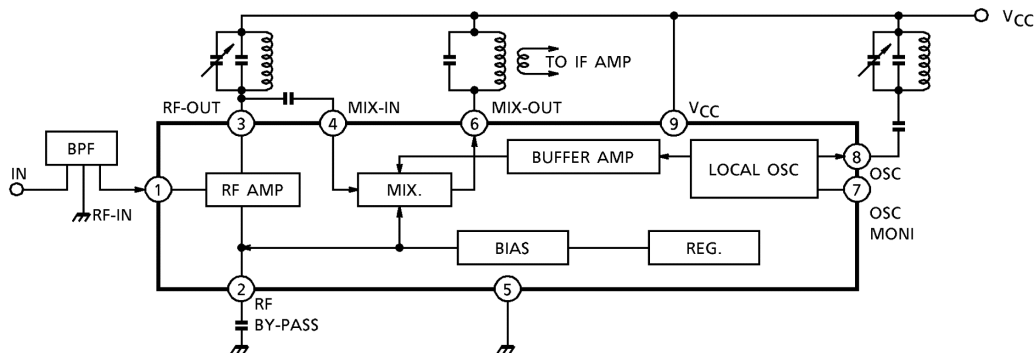 VCC
TO IF AMP
RF-OUT
MIX-IN
MIX-OUT
VCC
3
4
6
9
BPF
IN
RF-IN
1
RF AMP
MIX.
BUFFER AMP
LOCAL OSC
8
OSC
7
OSC
MONI
BIAS
REG.
2
RF
BY-PASS
5